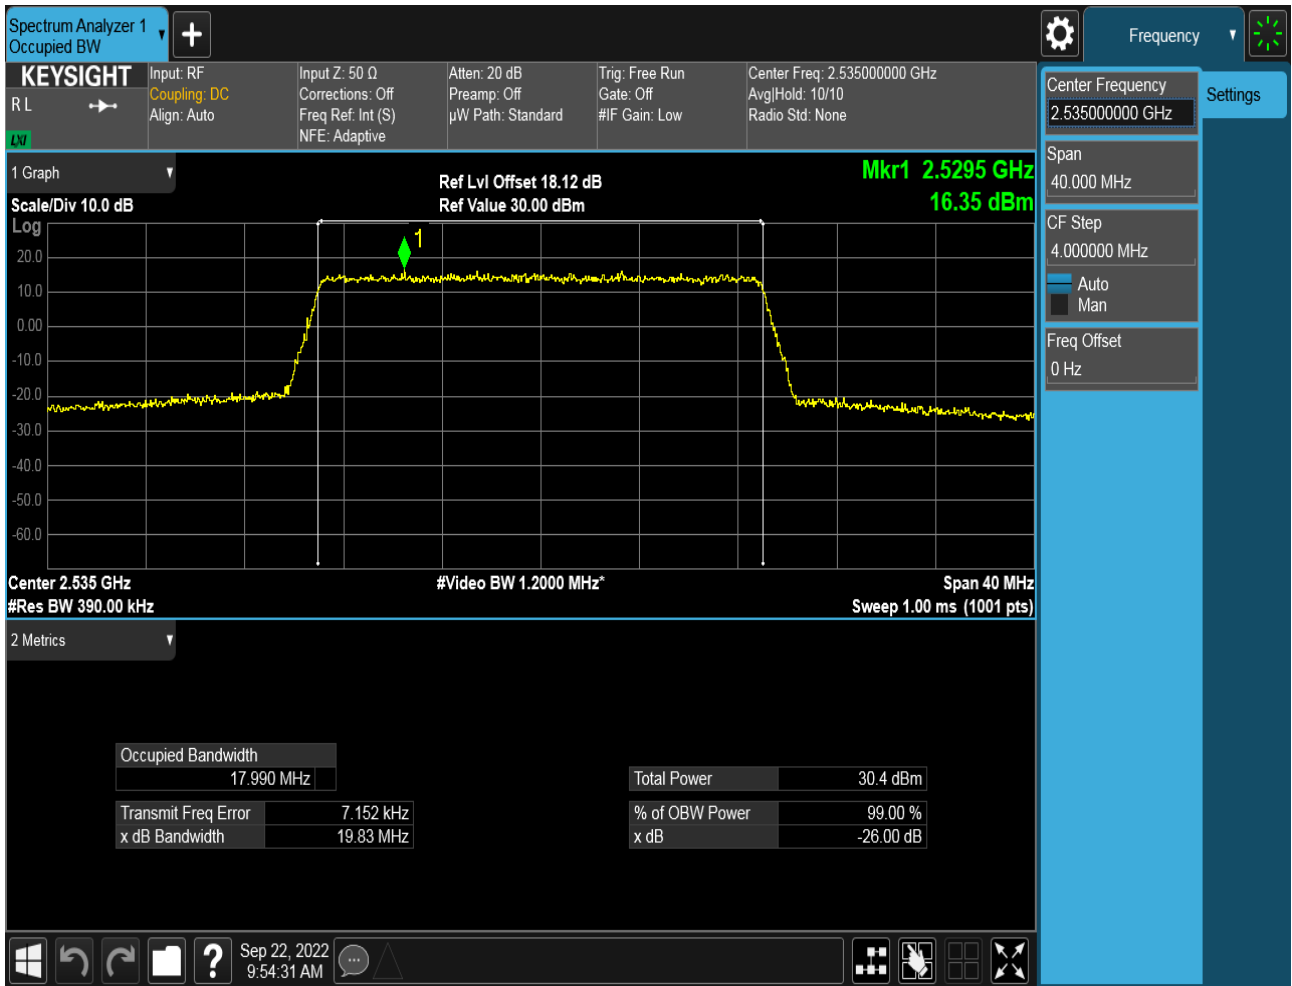 Spectrum Analyzer 1
Occupied BW
Frequency
KEYSIGHT
R L
LXI
Input: RF
Coupling: DC
Align: Auto
Input Z: 50 Ω
Corrections: Off
Freq Ref: Int (S)
NFE: Adaptive
Atten: 20 dB
Preamp: Off
µW Path: Standard
Trig: Free Run
Gate: Off
#IF Gain: Low
Center Freq: 2.535000000 GHz
Avg|Hold: 10/10
Radio Std: None
Center Frequency
2.535000000 GHz
Settings
Span
40.000 MHz
CF Step
4.000000 MHz
Auto
Man
Freq Offset
0 Hz
1 Graph
Scale/Div 10.0 dB
Log
Ref Lvl Offset 18.12 dB
Ref Value 30.00 dBm
Mkr1 2.5295 GHz
16.35 dBm
1
20.0
10.0
0.00
-10.0
-20.0
-30.0
-40.0
-50.0
-60.0
Center 2.535 GHz
#Video BW 1.2000 MHz*
Span 40 MHz
#Res BW 390.00 kHz
Sweep 1.00 ms (1001 pts)
2 Metrics
Occupied Bandwidth
17.990 MHz
Transmit Freq Error 7.152 kHz
x dB Bandwidth 19.83 MHz
Total Power 30.4 dBm
% of OBW Power 99.00 %
x dB -26.00 dB
?
Sep 22, 2022
9:54:31 AM